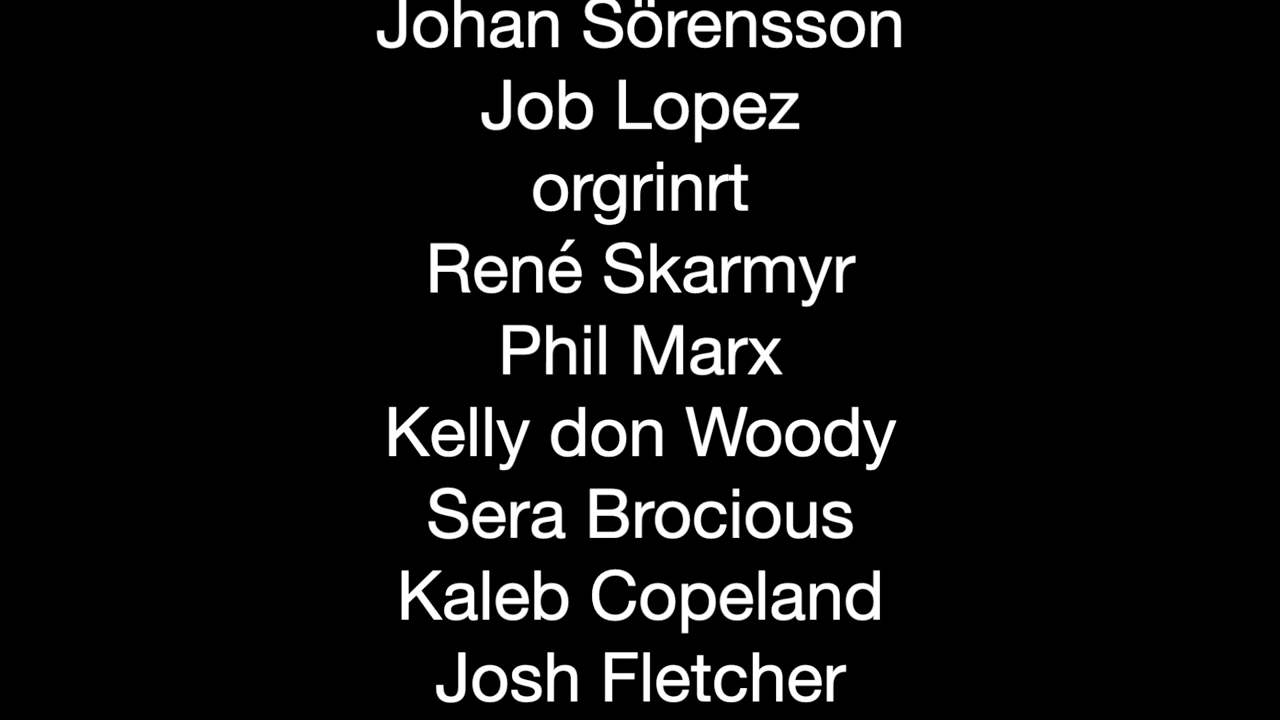 Johan Sörensson
Job Lopez
orgrinrt
René Skarmyr
Phil Marx
Kelly don Woody
Sera Brocious
Kaleb Copeland
Josh Fletcher